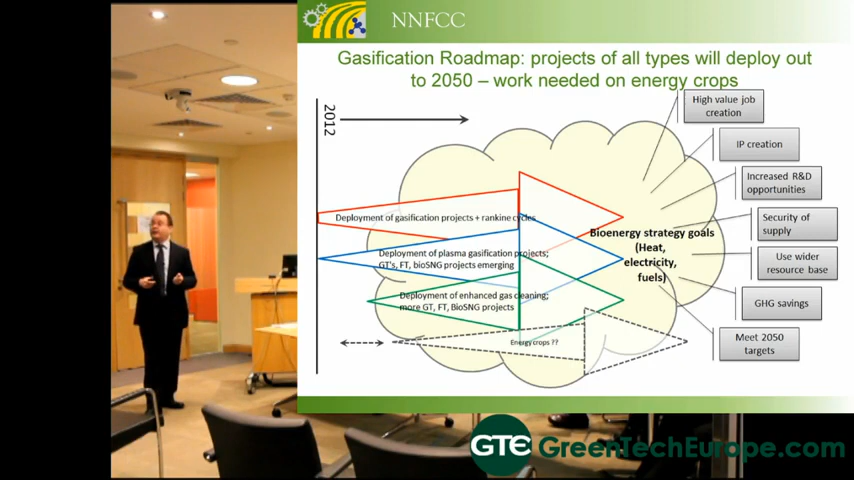 NNFCC
Gasification Roadmap: projects of all types will deploy out
to 2050 – work needed on energy crops
2012
High value job
creation
IP creation
Increased R&D
opportunities
Security of
supply
Use wider
resource base
GHG savings
Meet 2050
targets
Deployment of gasification projects + rankine cycles
Bioenergy strategy goals
(Heat,
electricity,
fuels)
Deployment of plasma gasification projects;
GT's, FT, bioSNG projects emerging
Deployment of enhanced gas cleaning;
more GT, FT, BioSNG projects
Energy crops ??
GTE GreenTechEurope.com